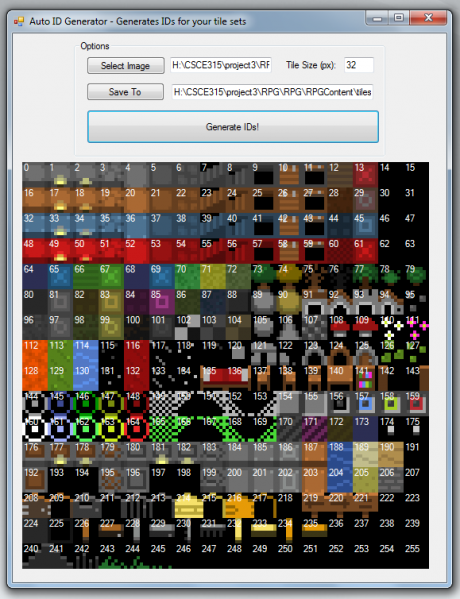 Auto ID Generator - Generates IDs for your tile sets
Options
Select Image H:\CSCE315\project3\RF Tile Size (px): 32
Save To H:\CSCE315\project3\RPG\RPG\RPGContent\tiles
Generate IDs!
0 1 2 3 4 5 6 7 8 9 10 11 12 13 14 15
16 17 18 19 20 21 22 23 24 25 26 27 28 29 30 31
32 33 34 35 36 37 38 39 40 41 42 43 44 45 46 47
48 49 50 51 52 53 54 55 56 57 58 59 60 61 62 63
64 65 66 67 68 69 70 71 72 73 74 75 76 77 78 79
80 81 82 83 84 85 86 87 88 89 90 91 92 93 94 95
96 97 98 99 100 101 102 103 104 105 106 107 108 109 110 111
112 113 114 115 116 117 118 119 120 121 122 123 124 125 126 127
128 129 130 131 132 133 134 135 136 137 138 139 140 141 142 143
144 145 146 147 148 149 150 151 152 153 154 155 156 157 158 159
160 161 162 163 164 165 166 167 168 169 170 171 172 173 174 175
176 177 178 179 180 181 182 183 184 185 186 187 188 189 190 191
192 193 194 195 196 197 198 199 200 201 202 203 204 205 206 207
208 209 210 211 212 213 214 215 216 217 218 219 220 221 222 223
224 225 226 227 228 229 230 231 232 233 234 235 236 237 238 239
240 241 242 243 244 245 246 247 248 249 250 251 252 253 254 255